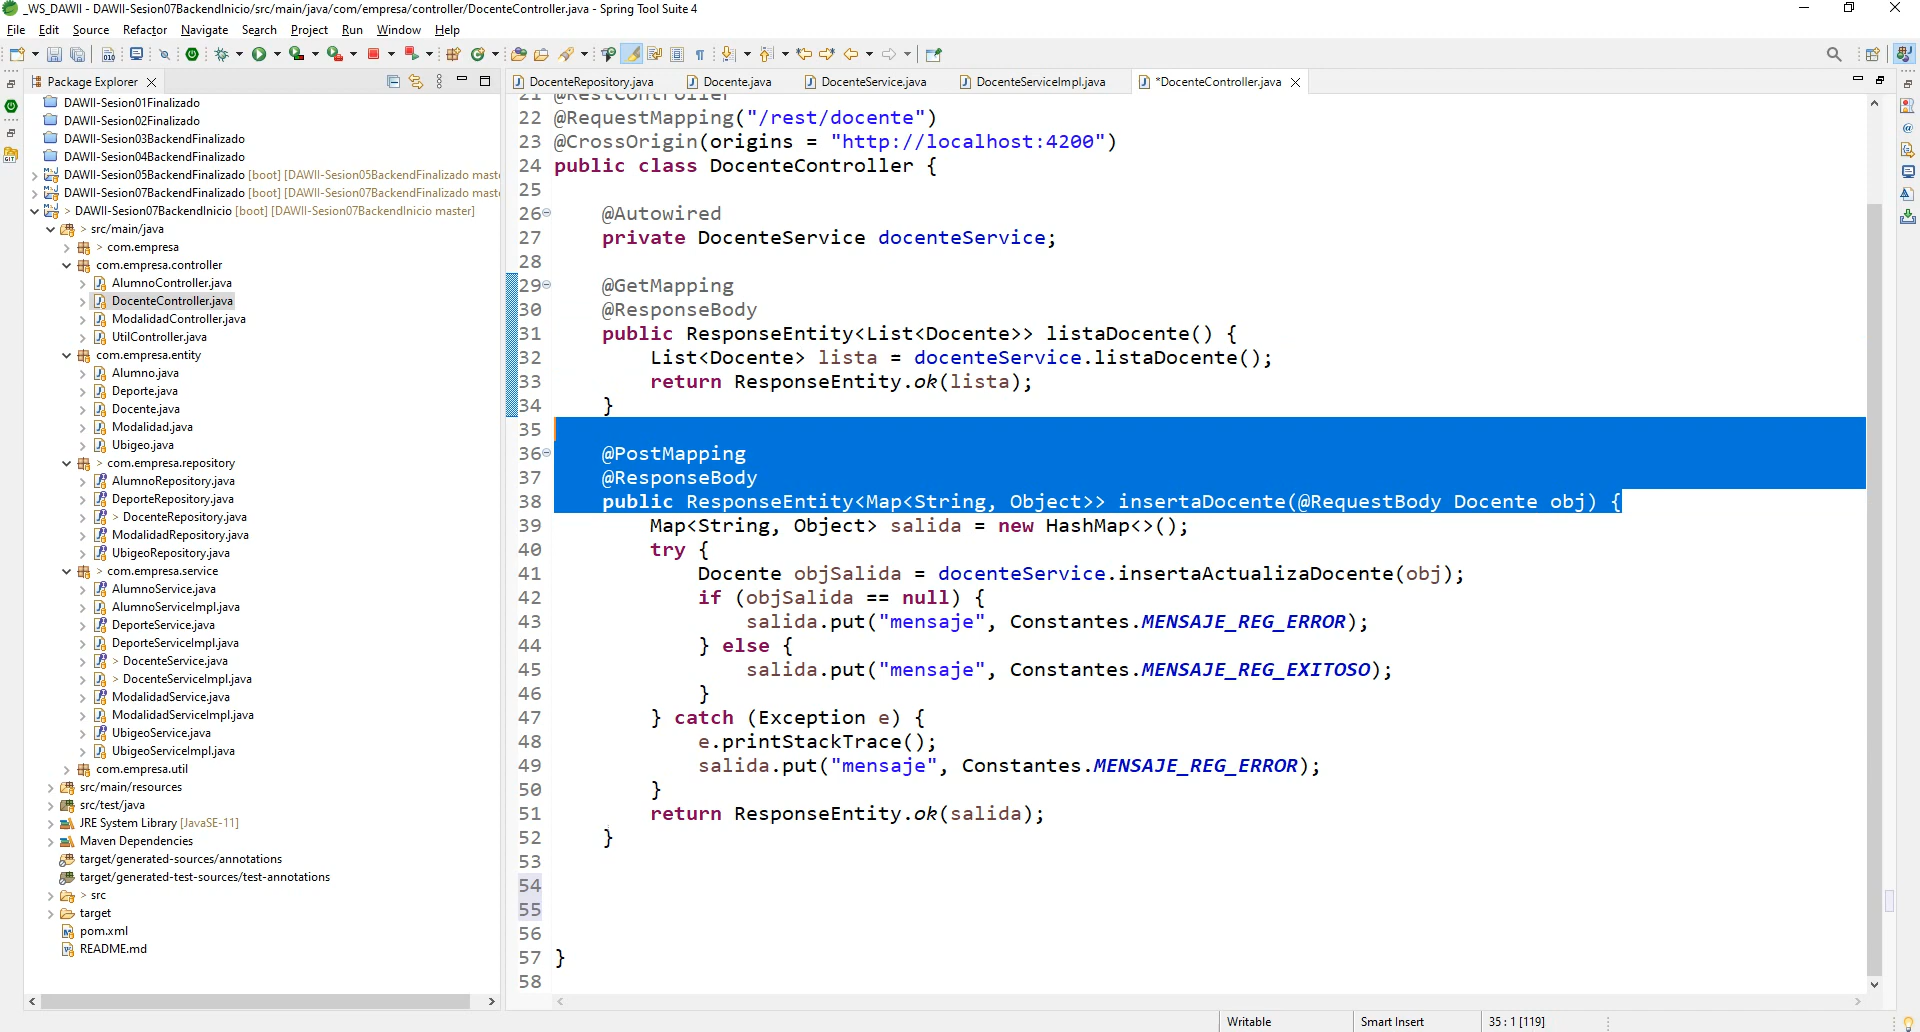 _WS_DAWII - DAWII-Sesion07BackendInicio/src/main/java/com/empresa/controller/DocenteController.java - Spring Tool Suite 4
File Edit Source Refactor Navigate Search Project Run Window Help
Package Explorer
DocenteRepository.java Docente.java DocenteService.java DocenteServiceImpl.java *DocenteController.java
DAWII-Sesion01Finalizado
DAWII-Sesion02Finalizado
DAWII-Sesion03BackendFinalizado
DAWII-Sesion04BackendFinalizado
DAWII-Sesion05BackendFinalizado [boot] [DAWII-Sesion05BackendFinalizado mast
DAWII-Sesion07BackendFinalizado [boot] [DAWII-Sesion07BackendFinalizado mast
> DAWII-Sesion07BackendInicio [boot] [DAWII-Sesion07BackendInicio master]
> src/main/java
> com.empresa
com.empresa.controller
AlumnoController.java
DocenteController.java
ModalidadController.java
UtilController.java
com.empresa.entity
Alumno.java
Deporte.java
Docente.java
Modalidad.java
Ubigeo.java
> com.empresa.repository
AlumnoRepository.java
DeporteRepository.java
> DocenteRepository.java
ModalidadRepository.java
UbigeoRepository.java
> com.empresa.service
AlumnoService.java
AlumnoServiceImpl.java
DeporteService.java
DeporteServiceImpl.java
> DocenteService.java
> DocenteServiceImpl.java
ModalidadService.java
ModalidadServiceImpl.java
UbigeoService.java
UbigeoServiceImpl.java
com.empresa.util
src/main/resources
src/test/java
JRE System Library [JavaSE-11]
Maven Dependencies
target/generated-sources/annotations
target/generated-test-sources/test-annotations
> src
target
pom.xml
README.md
21 @RestController
22 @RequestMapping("/rest/docente")
23 @CrossOrigin(origins = "http://localhost:4200")
24 public class DocenteController {
25
26 @Autowired
27 private DocenteService docenteService;
28
29 @GetMapping
30 @ResponseBody
31 public ResponseEntity<List<Docente>> listaDocente() {
32 List<Docente> lista = docenteService.listaDocente();
33 return ResponseEntity.ok(lista);
34 }
35
36 @PostMapping
37 @ResponseBody
38 public ResponseEntity<Map<String, Object>> insertaDocente(@RequestBody Docente obj) {
39 Map<String, Object> salida = new HashMap<>();
40 try {
41 Docente objSalida = docenteService.insertaActualizaDocente(obj);
42 if (objSalida == null) {
43 salida.put("mensaje", Constantes.MENSAJE_REG_ERROR);
44 } else {
45 salida.put("mensaje", Constantes.MENSAJE_REG_EXITOSO);
46 }
47 } catch (Exception e) {
48 e.printStackTrace();
49 salida.put("mensaje", Constantes.MENSAJE_REG_ERROR);
50 }
51 return ResponseEntity.ok(salida);
52 }
53
54
55
56
57 }
58
Writable Smart Insert 35 : 1 [119]